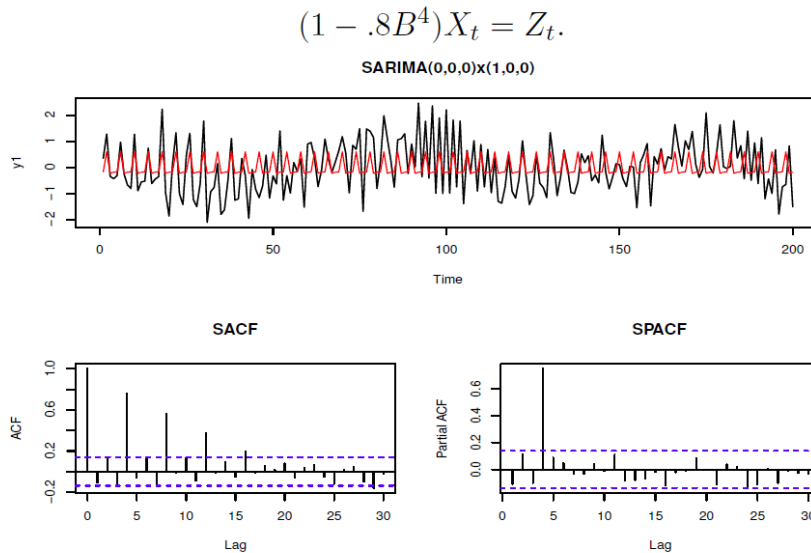 (1 − .8B⁴)Xₜ = Zₜ.
SARIMA(0,0,0)x(1,0,0)
y1
2
1
0
−1
−2
0 50 100 150 200
Time
SACF
ACF
1.0
0.6
0.2
−0.2
0 5 10 15 20 25 30
Lag
SPACF
Partial ACF
0.6
0.4
0.2
0.0
0 5 10 15 20 25 30
Lag